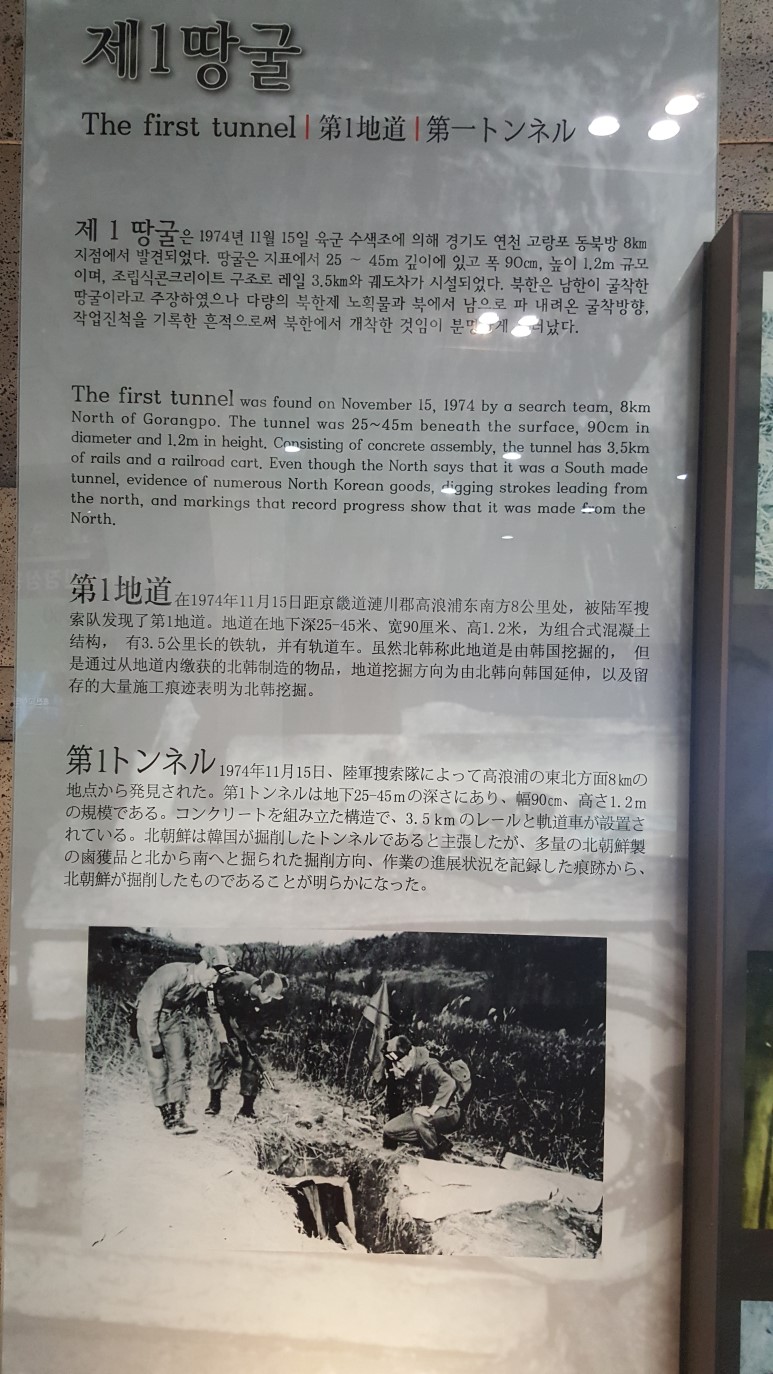 제1땅굴
The first tunnel | 第1地道 | 第一トンネル
제 1 땅굴은 1974년 11월 15일 육군 수색조에 의해 경기도 연천 고랑포 동북방 8km
지점에서 발견되었다. 땅굴은 지표에서 25 ~ 45m 깊이에 있고 폭 90cm, 높이 1.2m 규모
이며, 조립식콘크리이트 구조로 레일 3.5km와 궤도차가 시설되었다. 북한은 남한이 굴착한
땅굴이라고 주장하였으나 다량의 북한제 노획물과 북에서 남으로 파 내려온 굴착방향,
작업진척을 기록한 흔적으로써 북한에서 개착한 것임이
The first tunnel was found on November 15, 1974 by a search team, 8km
North of Gorangpo. The tunnel was 25~45m beneath the surface, 90cm in
diameter and 1.2m in height. Consisting of concrete assembly, the tunnel has 3.5km
of rails and a railroad cart. Even though the North says that it was a South made
tunnel, evidence of numerous North Korean goods, digging strokes leading from
the north, and markings that record progress show that it was made from the
North.
第1地道在1974年11月15日距京畿道漣川郡高浪浦东南方8公里处，被陆军搜
索队发现了第1地道。地道在地下深25-45米、宽90厘米、高1.2米，为组合式混凝土
结构， 有3.5公里长的铁轨，并有轨道车。虽然北韩称此地道是由韩国挖掘的， 但
是通过从地道内缴获的北韩制造的物品，地道挖掘方向为由北韩向韩国延伸，以及留
存的大量施工痕迹表明为北韩挖掘。
第1トンネル 1974年11月15日、陸軍捜索隊によって高浪浦の東北方面8㎞の
地点から発見された。第1トンネルは地下25-45ｍの深さにあり、幅90㎝、高さ1.2ｍ
の規模である。コンクリートを組み立た構造で、3.5ｋｍのレールと軌道車が設置さ
れている。北朝鮮は韓国が掘削したトンネルであると主張したが、多量の北朝鮮製
の鹵獲品と北から南へと掘られた掘削方向、作業の進展状況を記録した痕跡から、
北朝鮮が掘削したものであることが明らかになった。